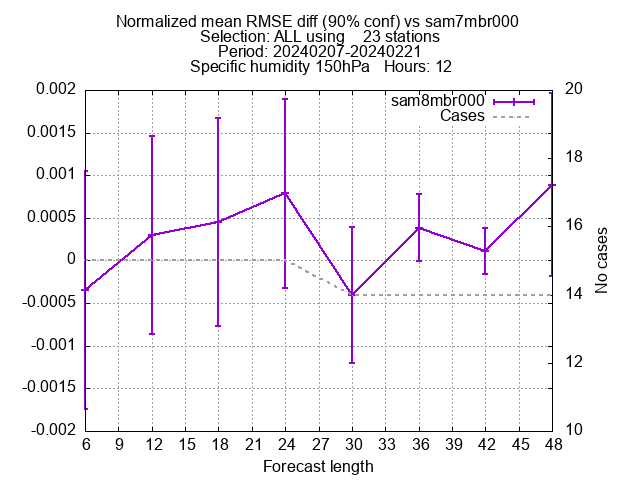 Normalized mean RMSE diff (90% conf) vs sam7mbr000
Selection: ALL using 23 stations
Period: 20240207-20240221
Specific humidity 150hPa Hours: 12
sam8mbr000
Cases
0.002
0.0015
0.001
0.0005
0
-0.0005
-0.001
-0.0015
-0.002
20
18
16
14
12
10
No cases
6 9 12 15 18 21 24 27 30 33 36 39 42 45 48
Forecast length